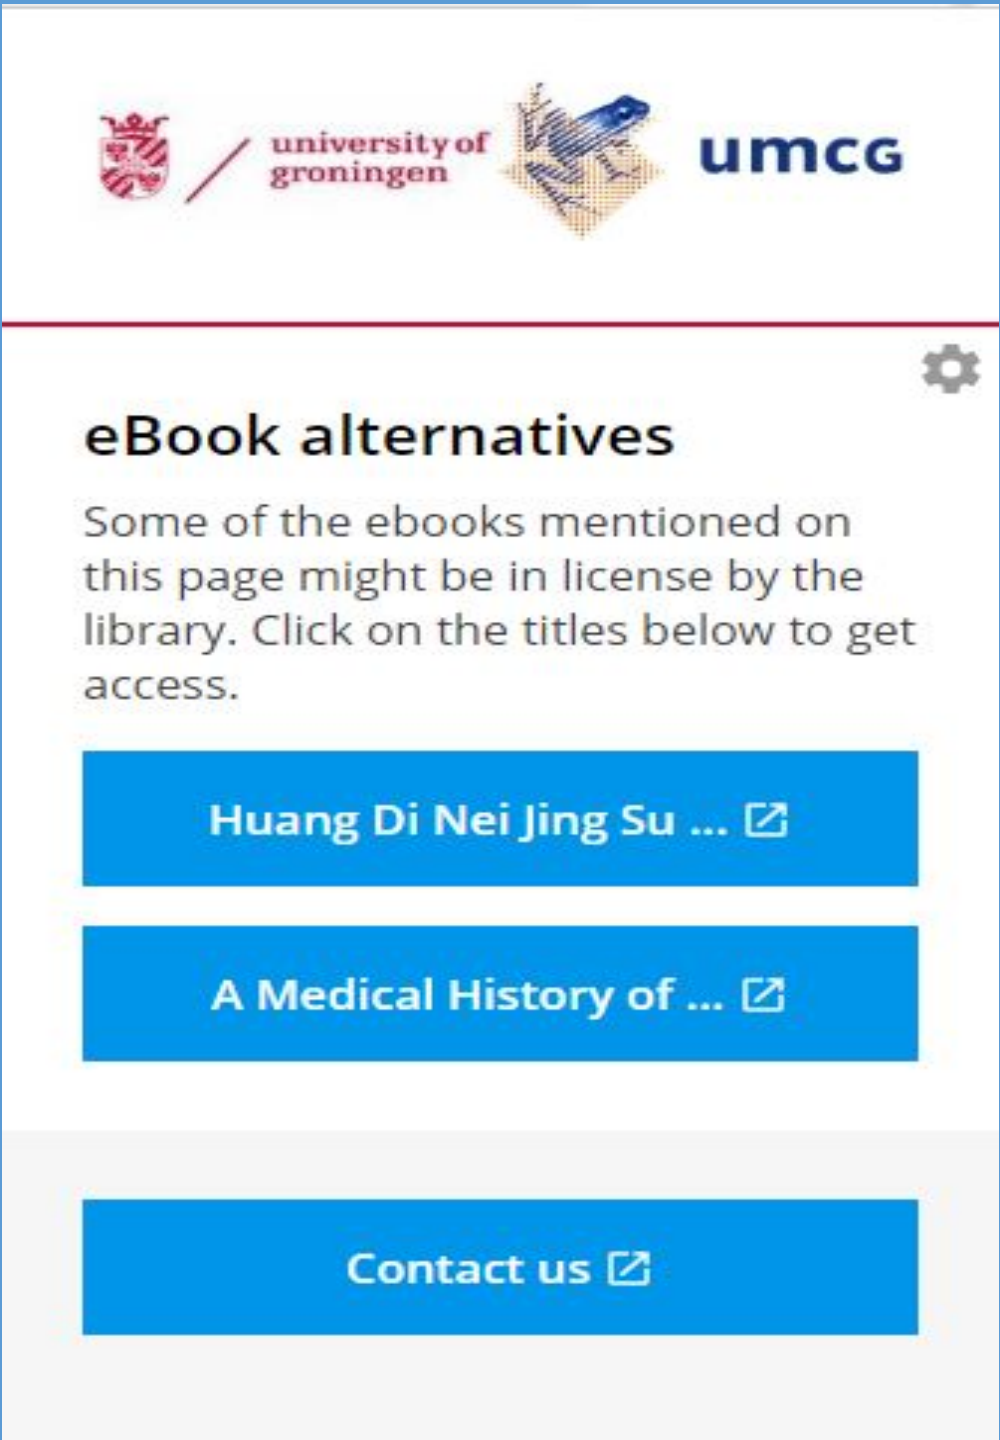 university of
groningen
umcg
eBook alternatives
Some of the ebooks mentioned on
this page might be in license by the
library. Click on the titles below to get
access.
Huang Di Nei Jing Su ...
A Medical History of ...
Contact us